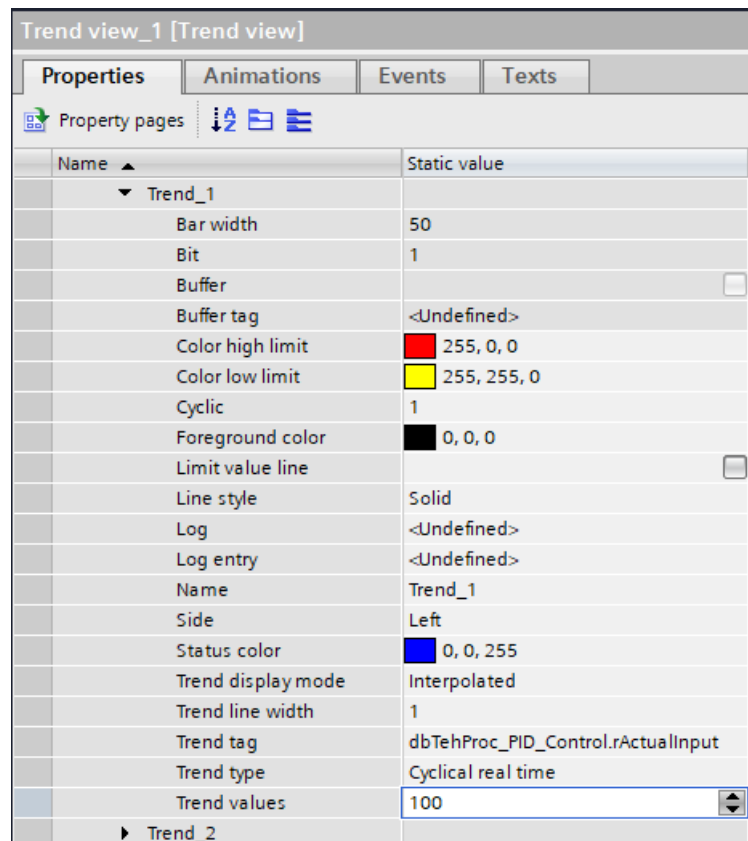 Trend view_1 [Trend view]
Properties Animations Events Texts
Property pages
Name Static value
Trend_1
Bar width 50
Bit 1
Buffer
Buffer tag <Undefined>
Color high limit 255, 0, 0
Color low limit 255, 255, 0
Cyclic 1
Foreground color 0, 0, 0
Limit value line
Line style Solid
Log <Undefined>
Log entry <Undefined>
Name Trend_1
Side Left
Status color 0, 0, 255
Trend display mode Interpolated
Trend line width 1
Trend tag dbTehProc_PID_Control.rActualInput
Trend type Cyclical real time
Trend values 100
Trend_2